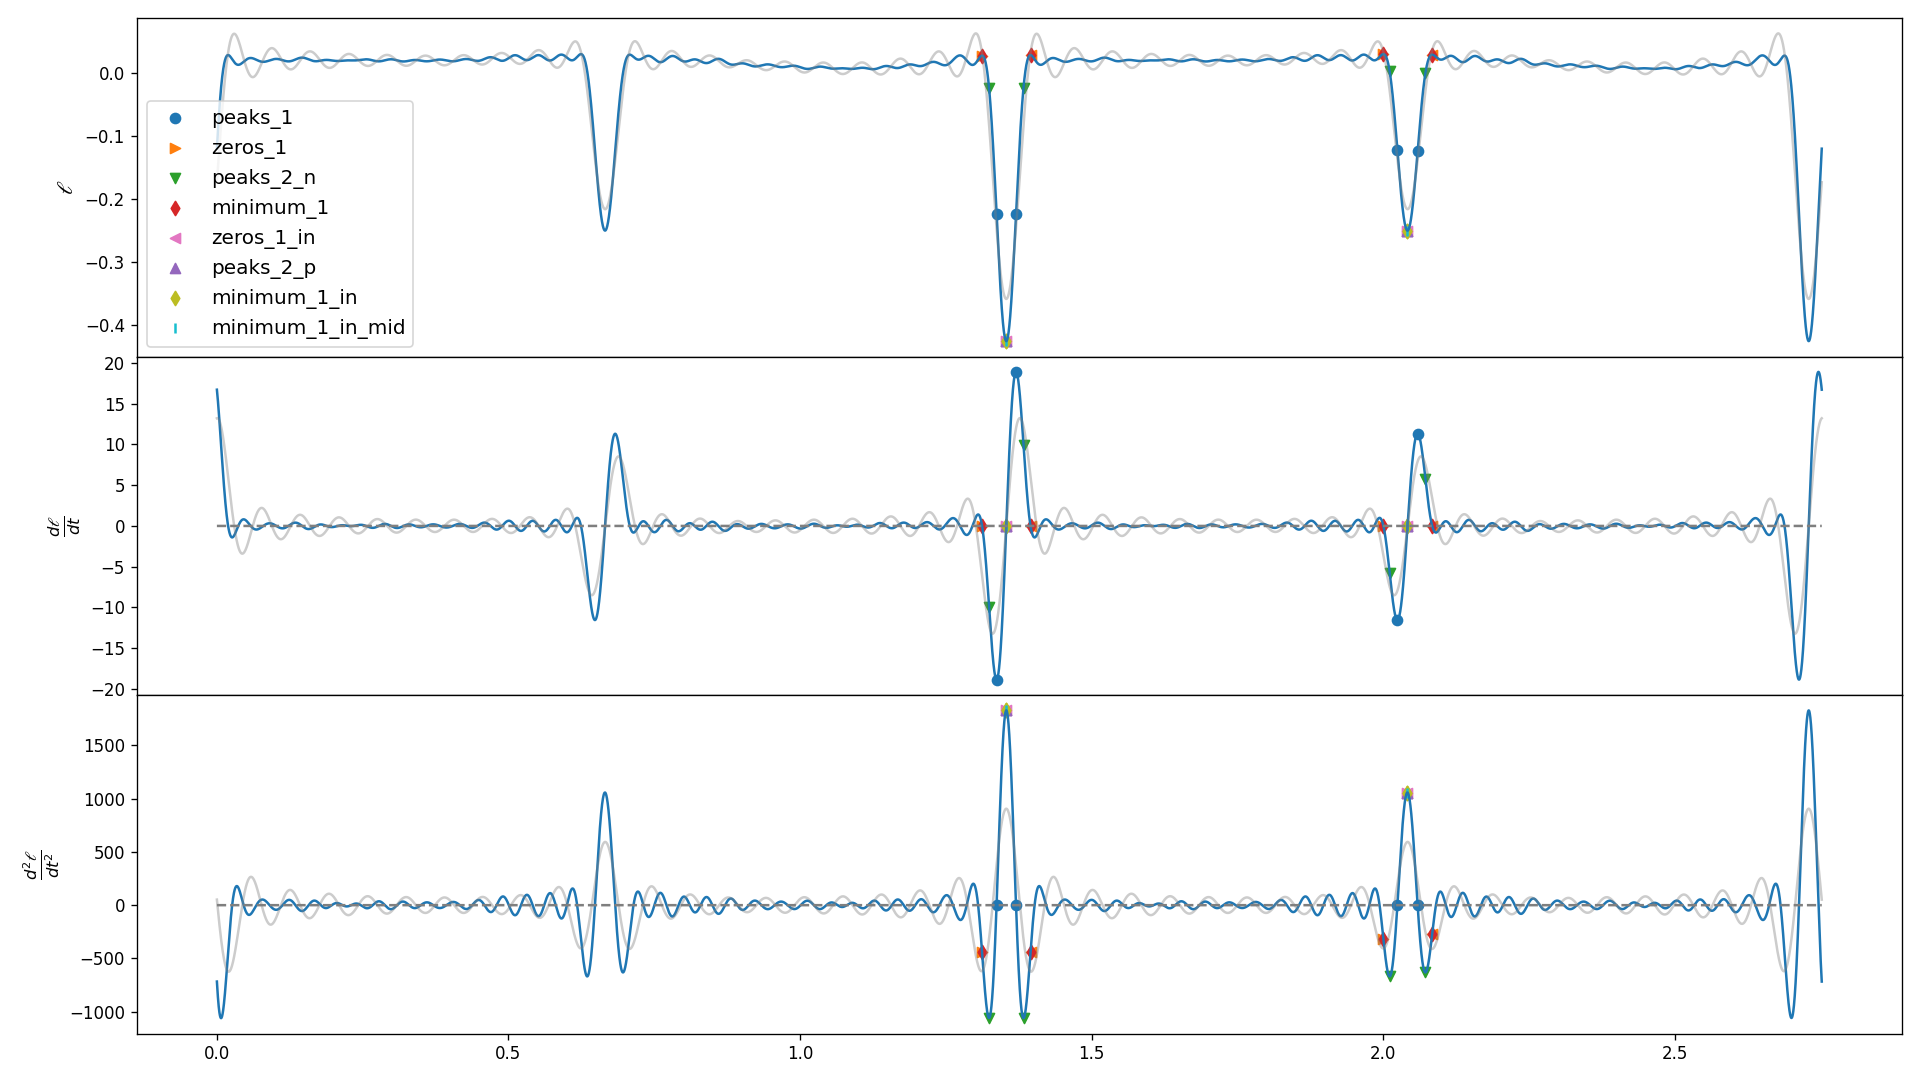 0.0
−0.1
−0.2
−0.3
−0.4
ℓ
peaks_1
zeros_1
peaks_2_n
minimum_1
zeros_1_in
peaks_2_p
minimum_1_in
minimum_1_in_mid
20
15
10
5
0
−5
−10
−15
−20
dℓ
dt
1500
1000
500
0
−500
−1000
d²ℓ
dt²
0.0 0.5 1.0 1.5 2.0 2.5